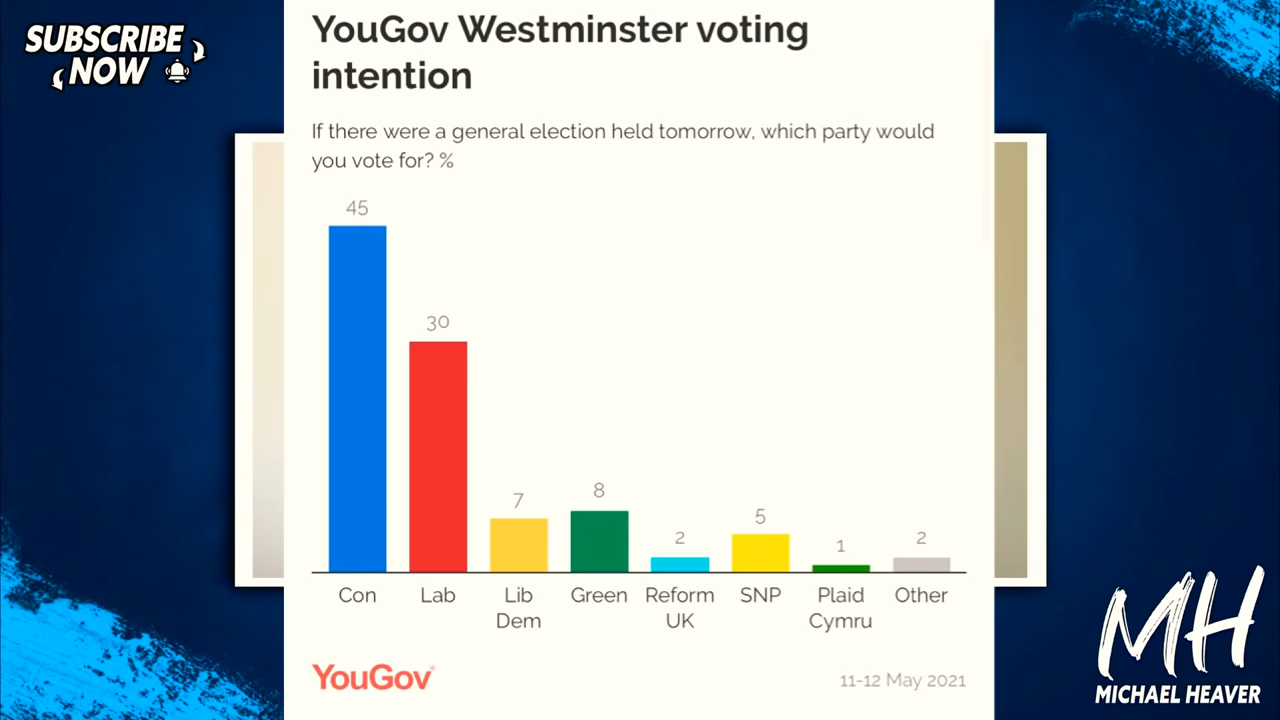 SUBSCRIBE
NOW
YouGov Westminster voting
intention
If there were a general election held tomorrow, which party would
you vote for? %
45
30
7
8
2
5
1
2
Con
Lab
Lib
Dem
Green
Reform
UK
SNP
Plaid
Cymru
Other
YouGov
11-12 May 2021
MH
MICHAEL HEAVER